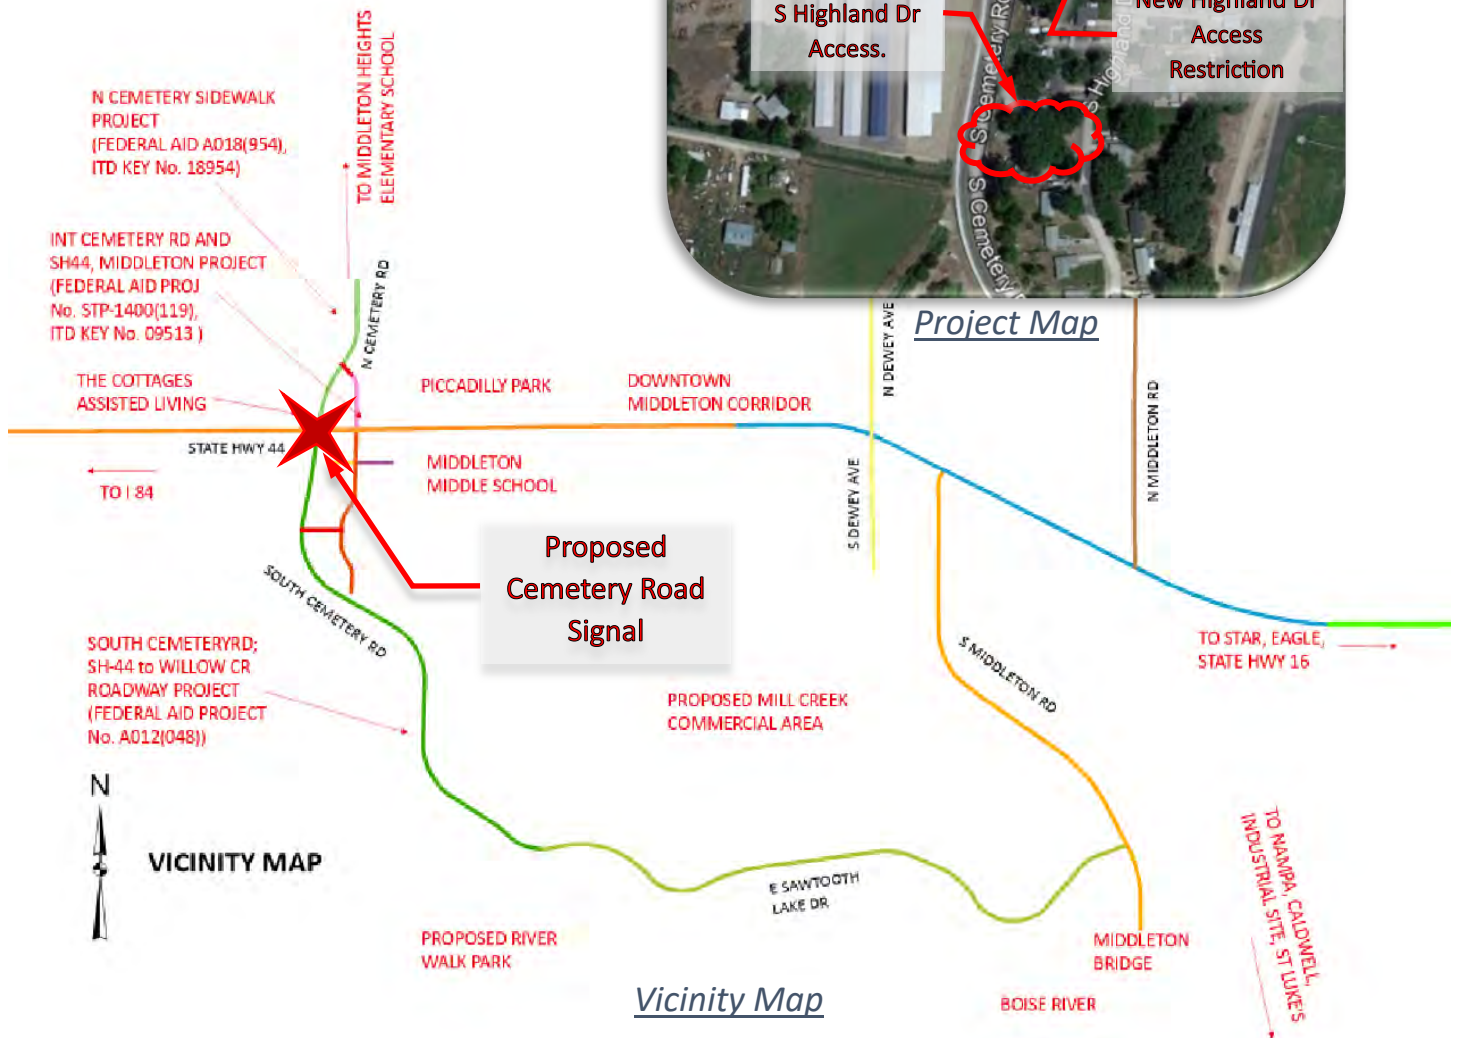 S Highland Dr
Access.
New Highland Dr
Access
Restriction
S Cemetery Rd
S Cemetery
S Highland
Project Map
N CEMETERY SIDEWALK
PROJECT
(FEDERAL AID A018(954),
ITD KEY No. 18954)
TO MIDDLETON HEIGHTS
ELEMENTARY SCHOOL
INT CEMETERY RD AND
SH44, MIDDLETON PROJECT
(FEDERAL AID PROJ
No. STP-1400(119),
ITD KEY No. 09513 )
N CEMETERY RD
THE COTTAGES
ASSISTED LIVING
PICCADILLY PARK
DOWNTOWN
MIDDLETON CORRIDOR
N DEWEY AVE
N MIDDLETON RD
STATE HWY 44
TO I 84
MIDDLETON
MIDDLE SCHOOL
S DEWEY AVE
Proposed
Cemetery Road
Signal
SOUTH CEMETERY RD
SOUTH CEMETERYRD;
SH-44 to WILLOW CR
ROADWAY PROJECT
(FEDERAL AID PROJECT
No. A012(048))
S MIDDLETON RD
TO STAR, EAGLE,
STATE HWY 16
PROPOSED MILL CREEK
COMMERCIAL AREA
N
VICINITY MAP
E SAWTOOTH
LAKE DR
TO NAMPA, CALDWELL,
INDUSTRIAL SITE, ST LUKE'S
PROPOSED RIVER
WALK PARK
MIDDLETON
BRIDGE
BOISE RIVER
Vicinity Map